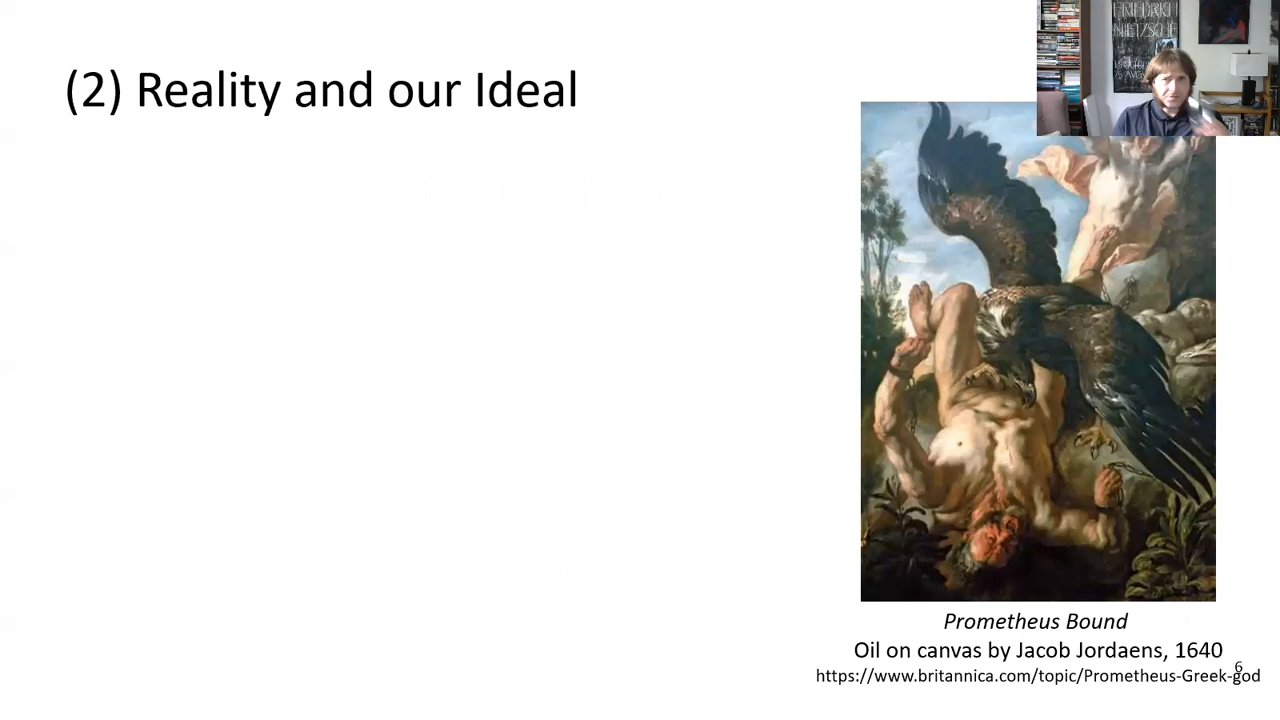 (2) Reality and our Ideal
FRIEDRICH
NIETZSCHE
Prometheus Bound
Oil on canvas by Jacob Jordaens, 1640
6
https://www.britannica.com/topic/Prometheus-Greek-god